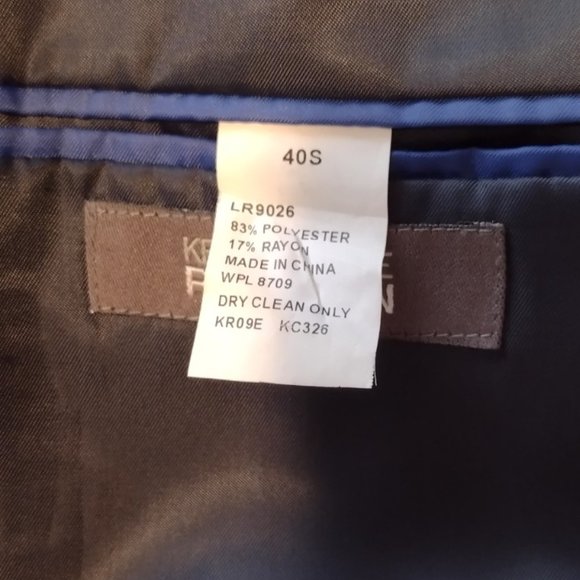 40S
LR9026
83% POLYESTER
17% RAYON
MADE IN CHINA
WPL 8709
DRY CLEAN ONLY
KR09E KC326